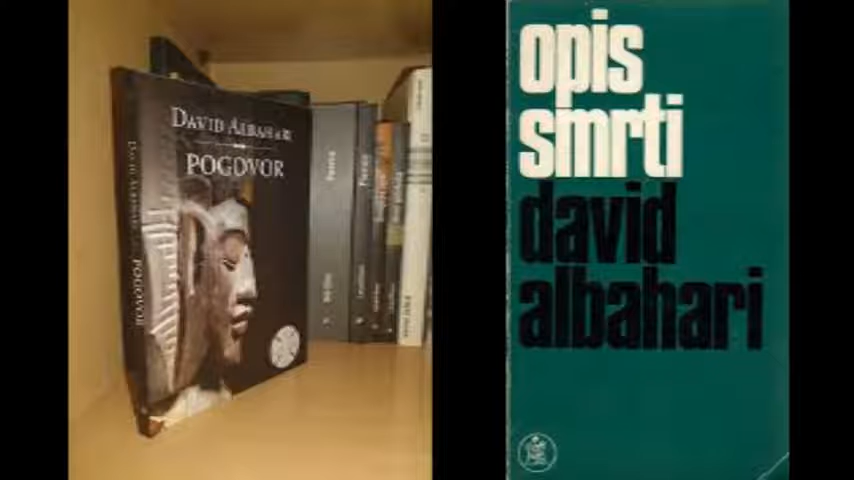 DAVID ALBAHARI
POGOVOR
DAVID ALBAHARI POGOVOR
opis
smrti
david
albahari